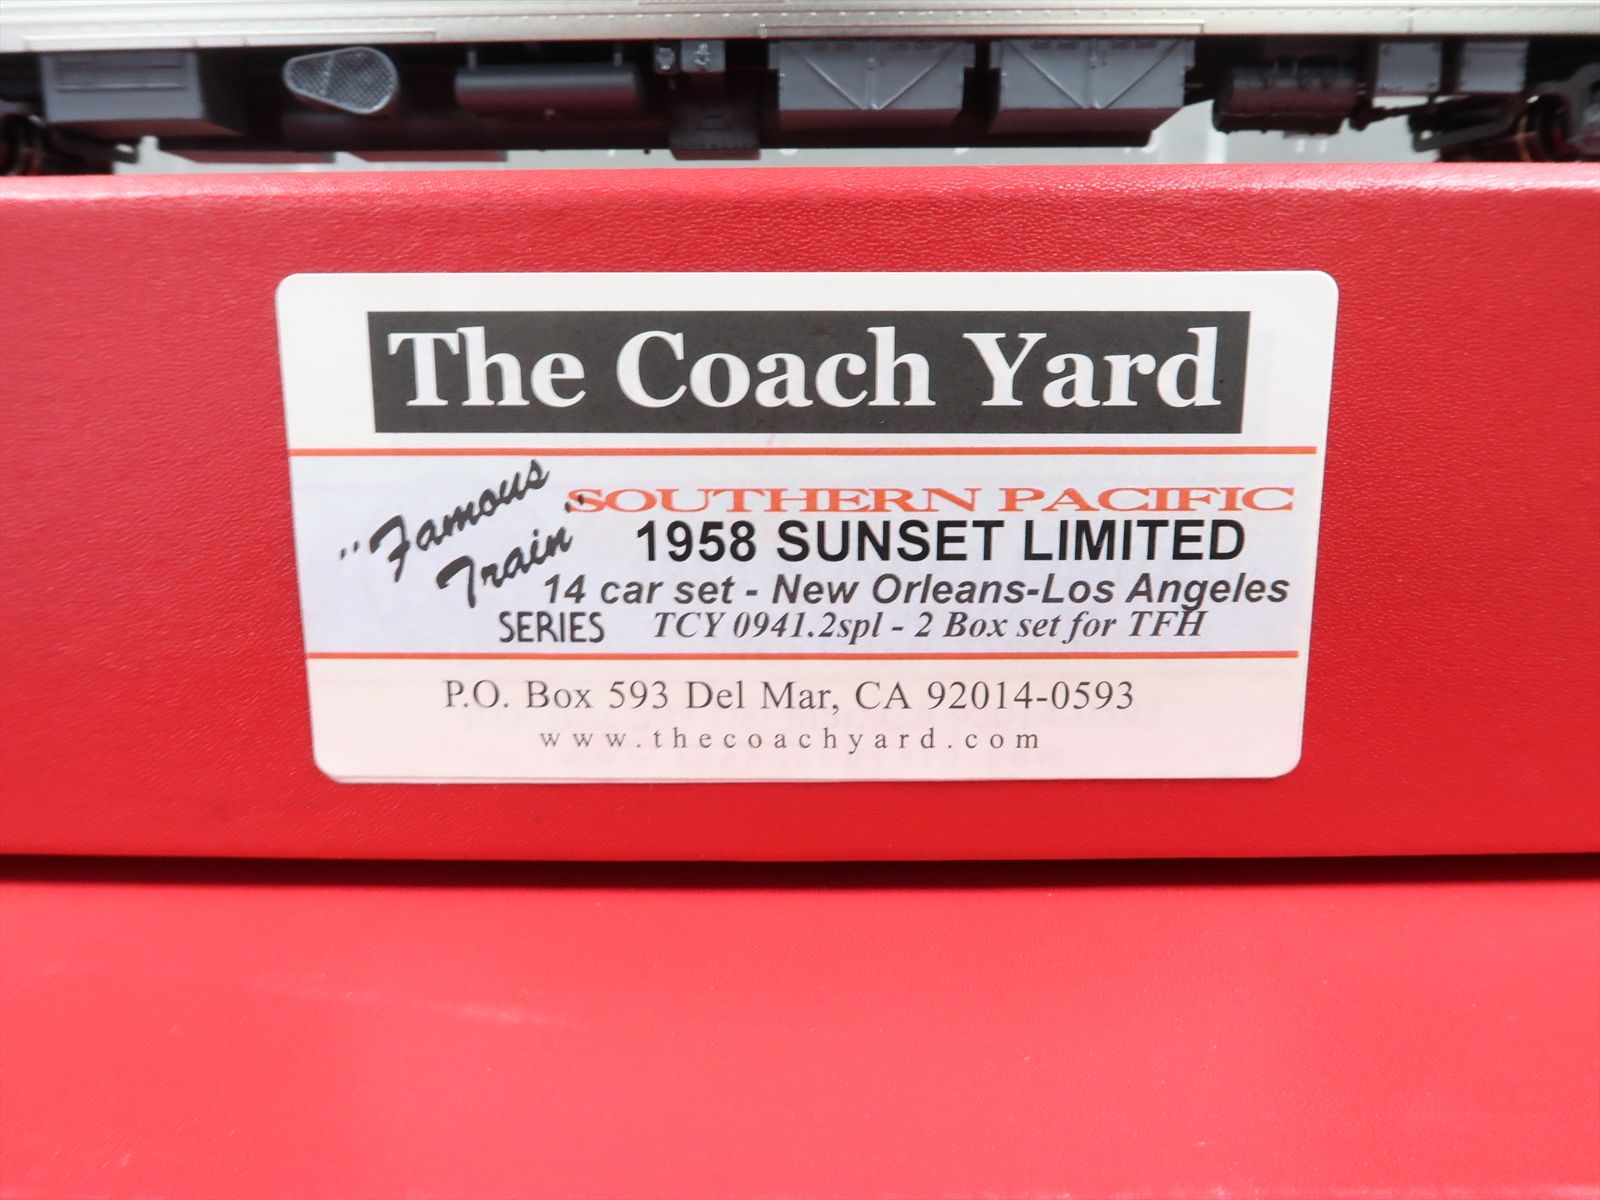 The Coach Yard
"Famous
Train"
SERIES
SOUTHERN PACIFIC
1958 SUNSET LIMITED
14 car set - New Orleans-Los Angeles
TCY 0941.2spl - 2 Box set for TFH
P.O. Box 593 Del Mar, CA 92014-0593
www.thecoachyard.com